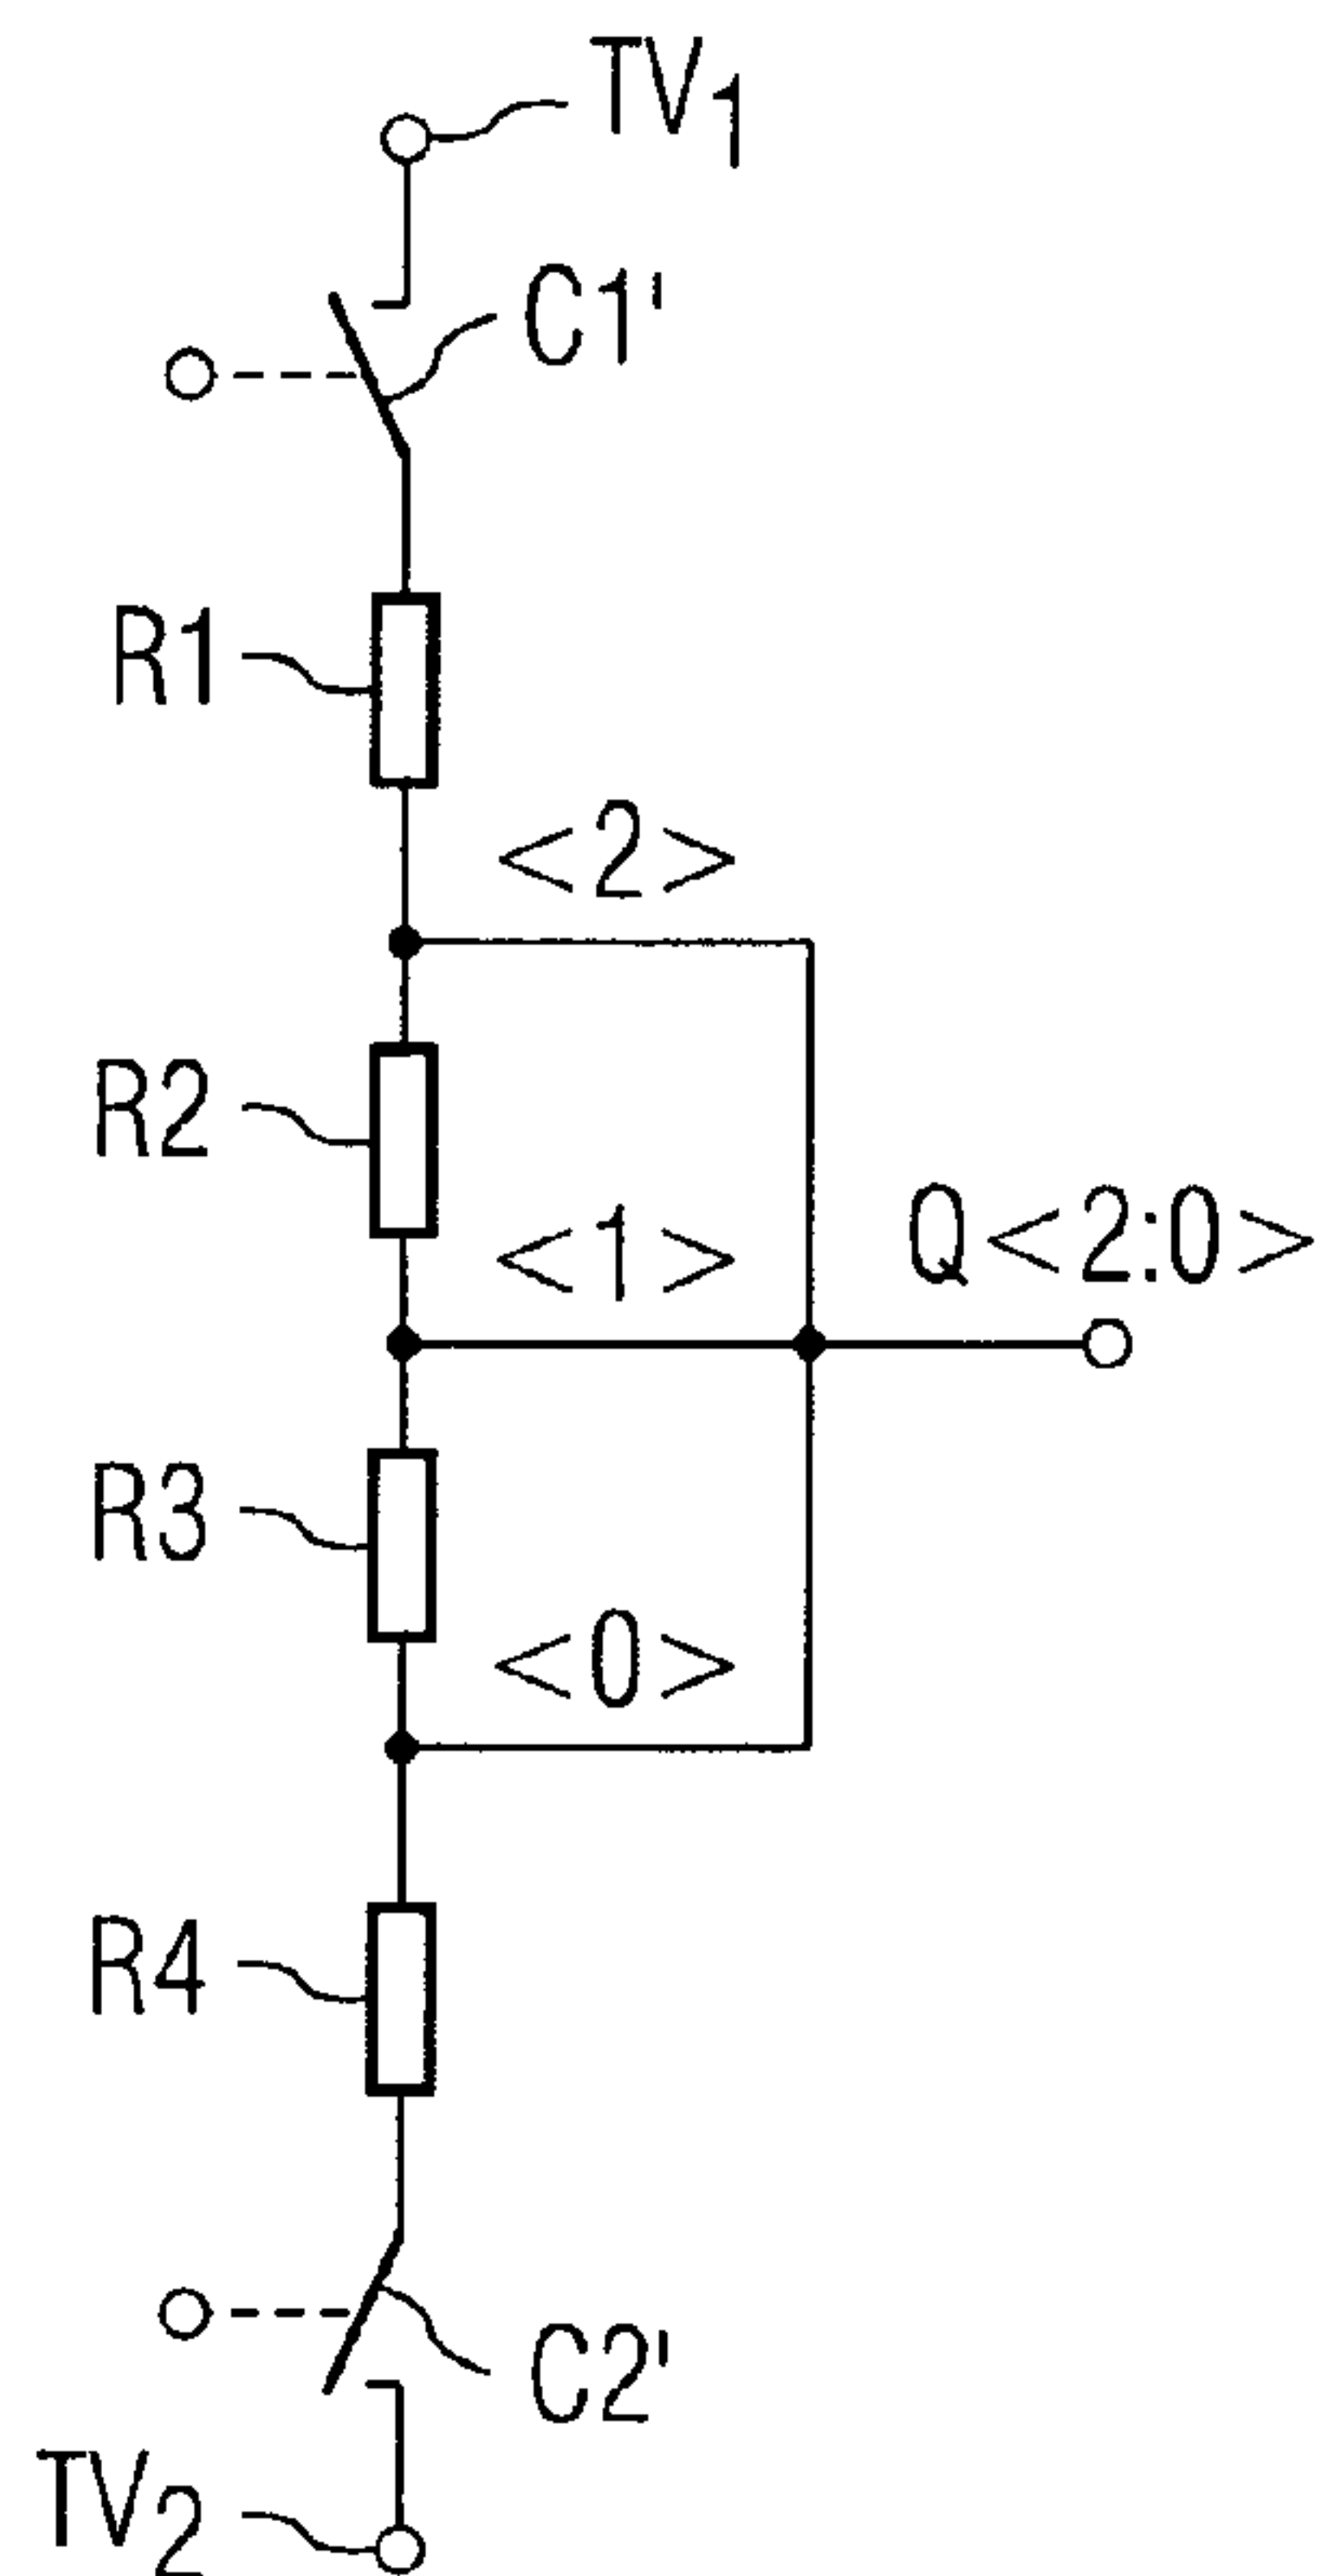 TV1
C1'
R1
<2>
R2
<1>
Q<2:0>
R3
<0>
R4
C2'
TV2